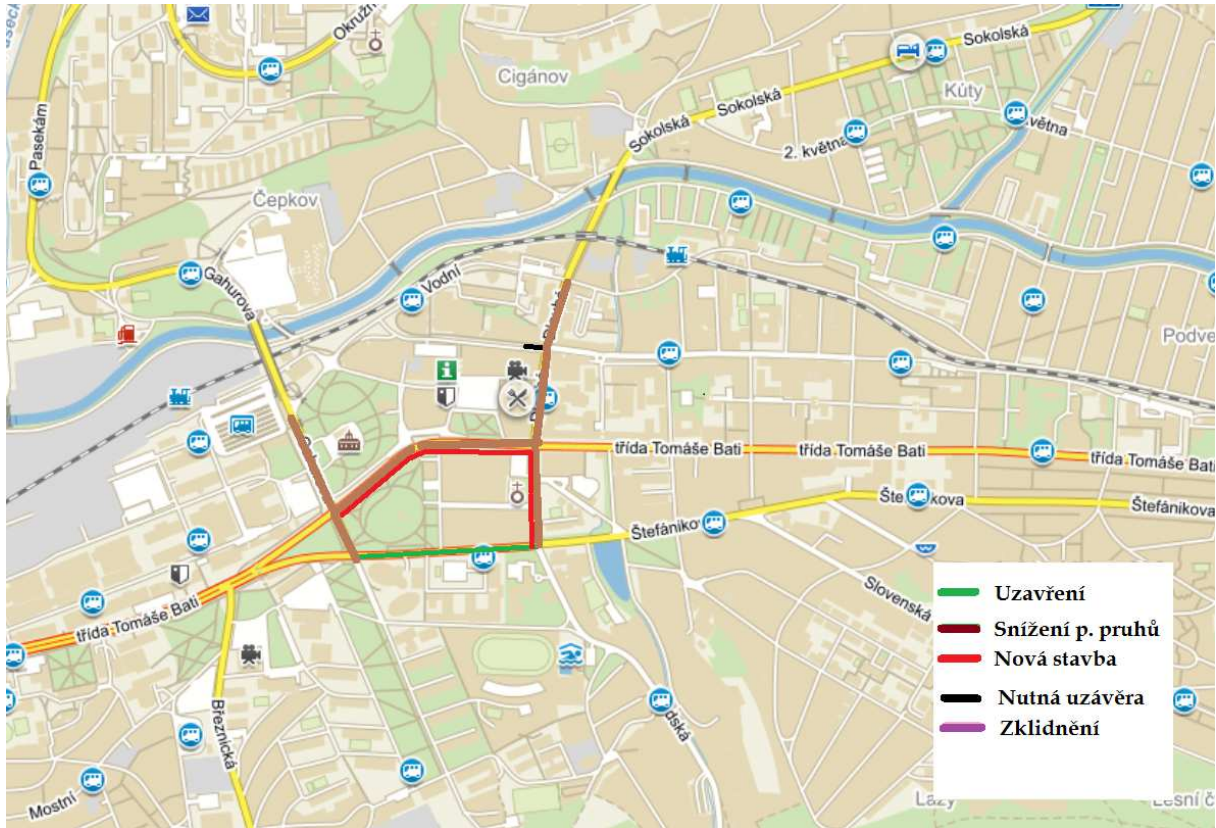 Okružní
Sokolská
Cigánov
Sokolská
Kúty
Pasekám
Sokolská
2. května
května
Čepkov
Gahurova
Vodní
Podve
třída Tomáše Bati
třída Tomáše Bati
třída Tomáše Bati
Štefánikova
Štefánikova
třída Tomáše Bati
Slovenská
Březnická
dská
Mostní
Lazy
Lesní č
Uzavření
Snížení p. pruhů
Nová stavba
Nutná uzávěra
Zklidnění